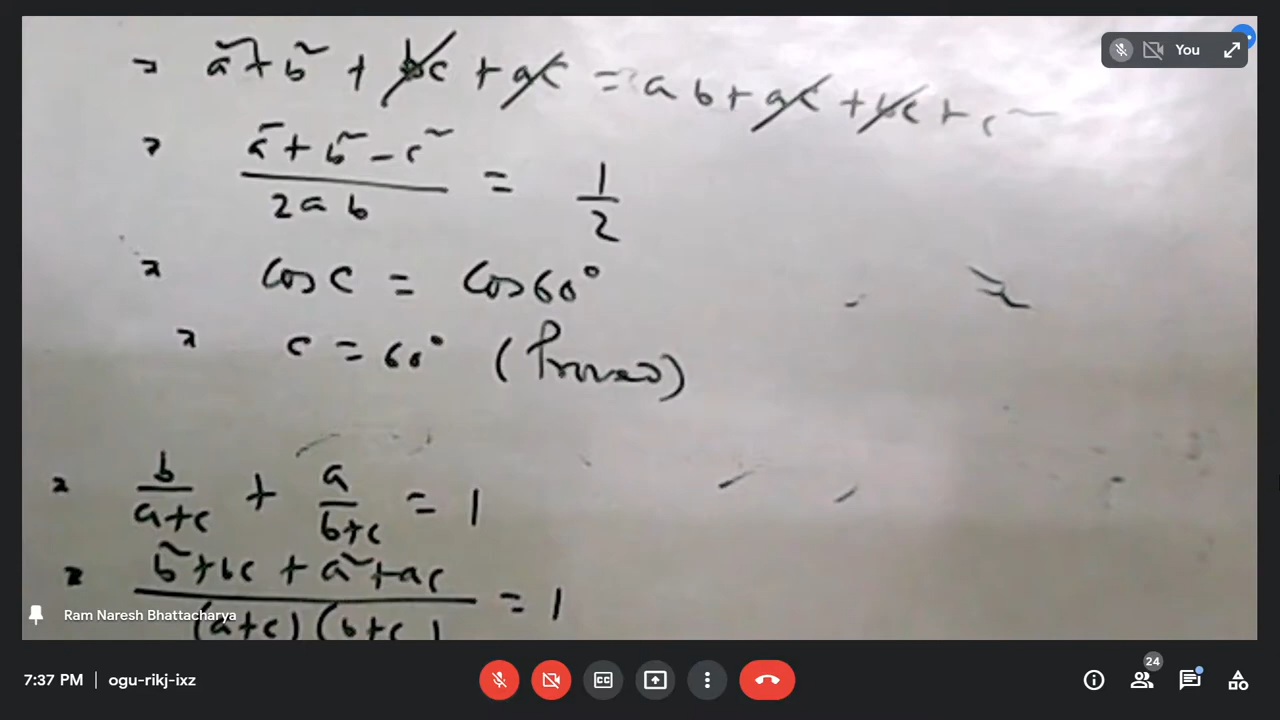 You
⇒ a² + b² + bc + ac = ab + ac + bc + c²
⇒ (a² + b² - c²)/(2ab) = 1/2
⇒ cos C = cos 60°
⇒ C = 60° (Proved)
⇒ b/(a+c) + a/(b+c) = 1
⇒ (b² + bc + a² + ac)/((a+c)(b+c)) = 1
Ram Naresh Bhattacharya
24
7:37 PM | ogu-rikj-ixz